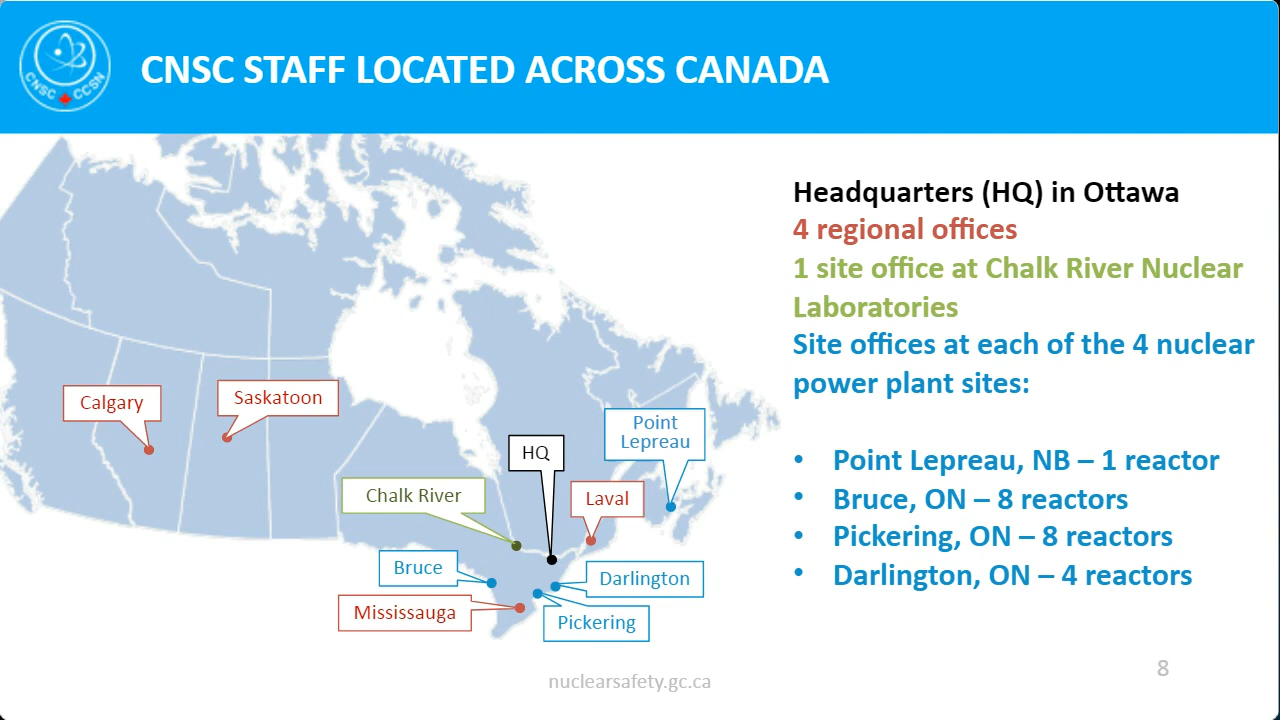 CNSC STAFF LOCATED ACROSS CANADA
CNSC CCSN
Headquarters (HQ) in Ottawa
4 regional offices
1 site office at Chalk River Nuclear
Laboratories
Site offices at each of the 4 nuclear
power plant sites:
• Point Lepreau, NB – 1 reactor
• Bruce, ON – 8 reactors
• Pickering, ON – 8 reactors
• Darlington, ON – 4 reactors
Calgary
Saskatoon
Point
Lepreau
HQ
Chalk River
Laval
Bruce
Darlington
Mississauga
Pickering
nuclearsafety.gc.ca
8